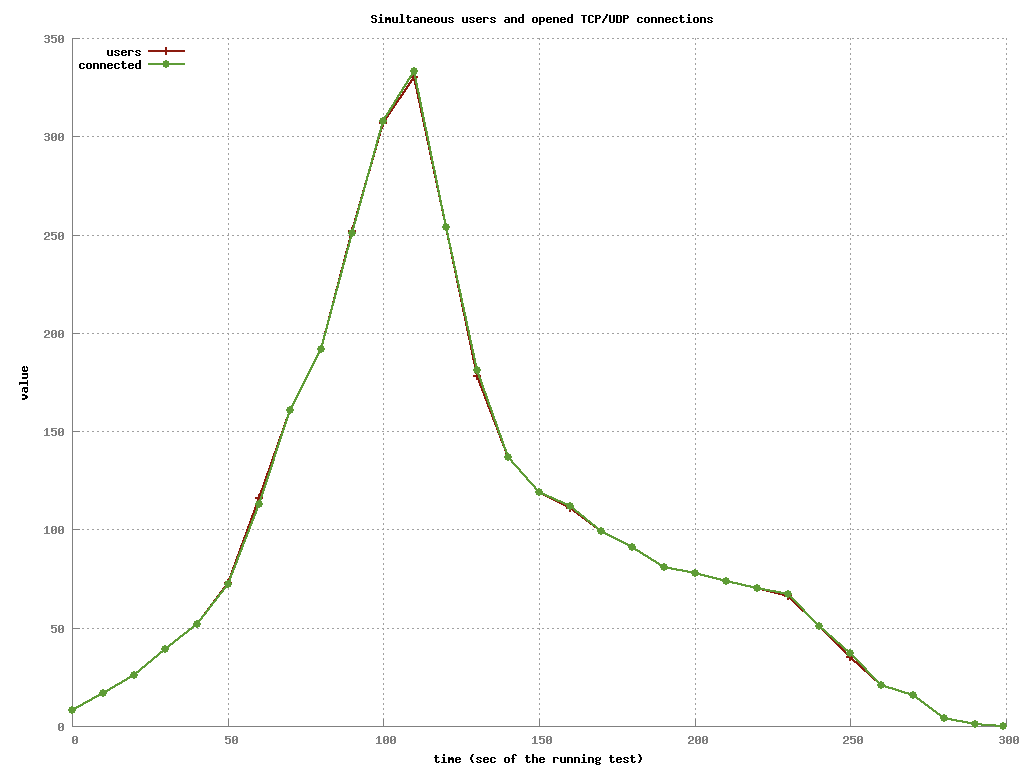 Simultaneous users and opened TCP/UDP connections
users
connected
350
300
250
200
150
100
50
0
value
0 50 100 150 200 250 300
time (sec of the running test)